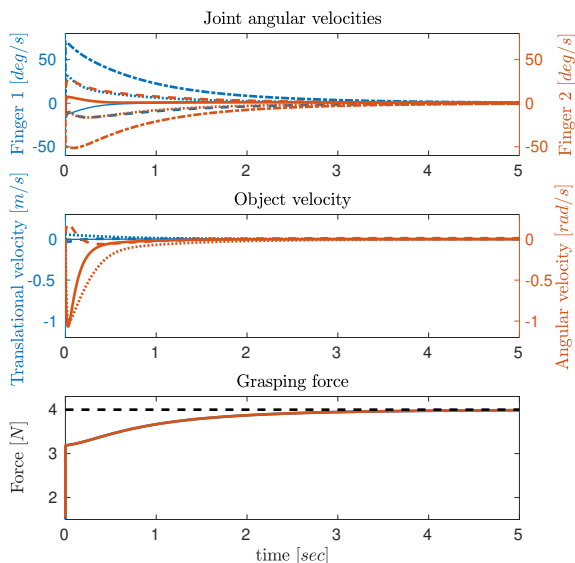 Joint angular velocities
Finger 1 [deg/s]
50
0
-50
50
0
-50
Finger 2 [deg/s]
0 1 2 3 4 5
Object velocity
Translational velocity [m/s]
0
-0.5
-1
0
-0.5
-1
Angular velocity [rad/s]
0 1 2 3 4 5
Grasping force
Force [N]
4
3
2
0 1 2 3 4 5
time [sec]